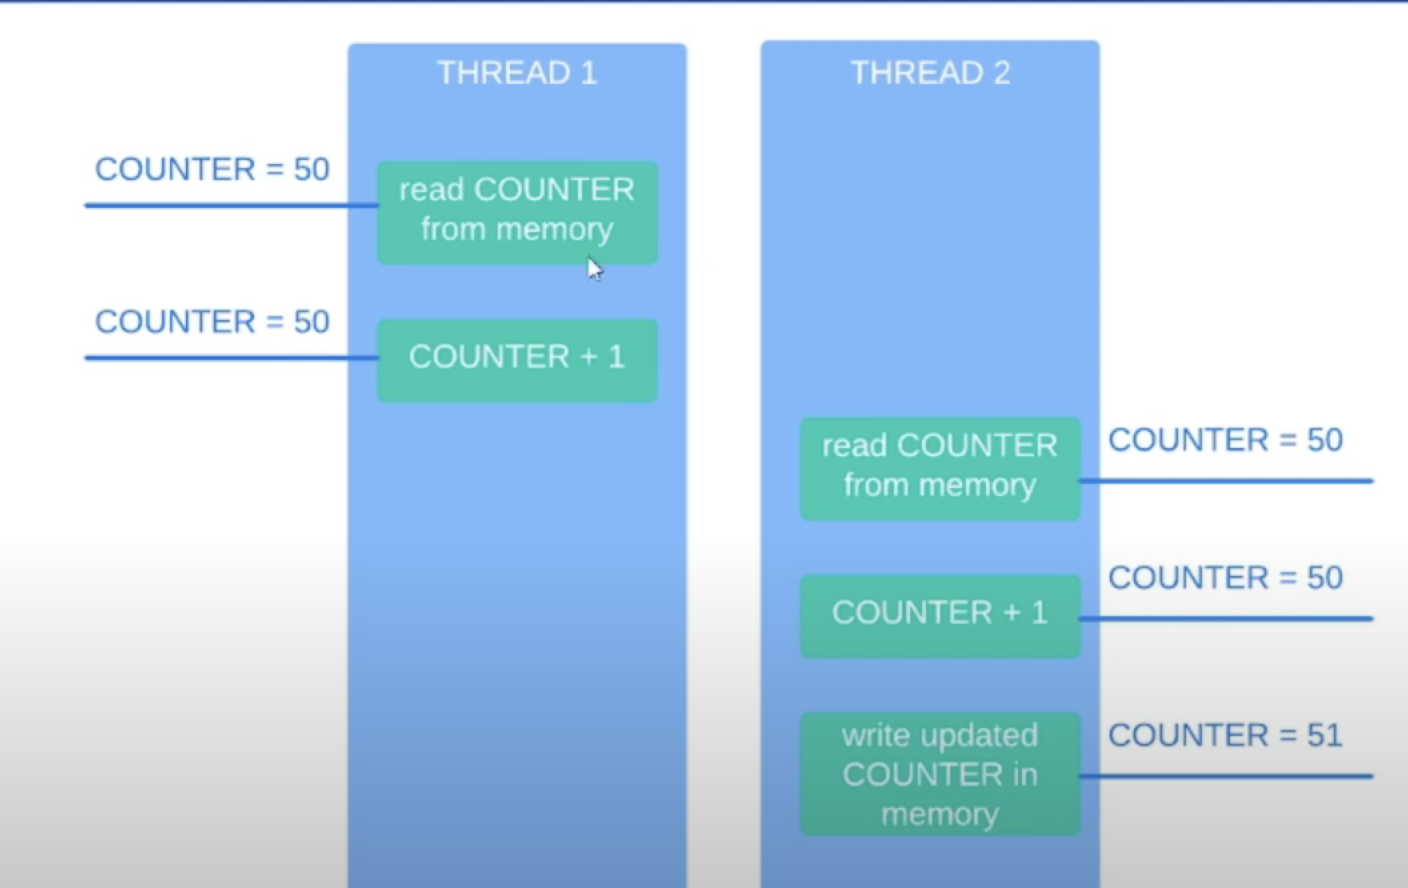 THREAD 1
COUNTER = 50
read COUNTER
from memory
COUNTER = 50
COUNTER + 1
THREAD 2
read COUNTER
from memory
COUNTER = 50
COUNTER + 1
COUNTER = 50
write updated
COUNTER in
memory
COUNTER = 51